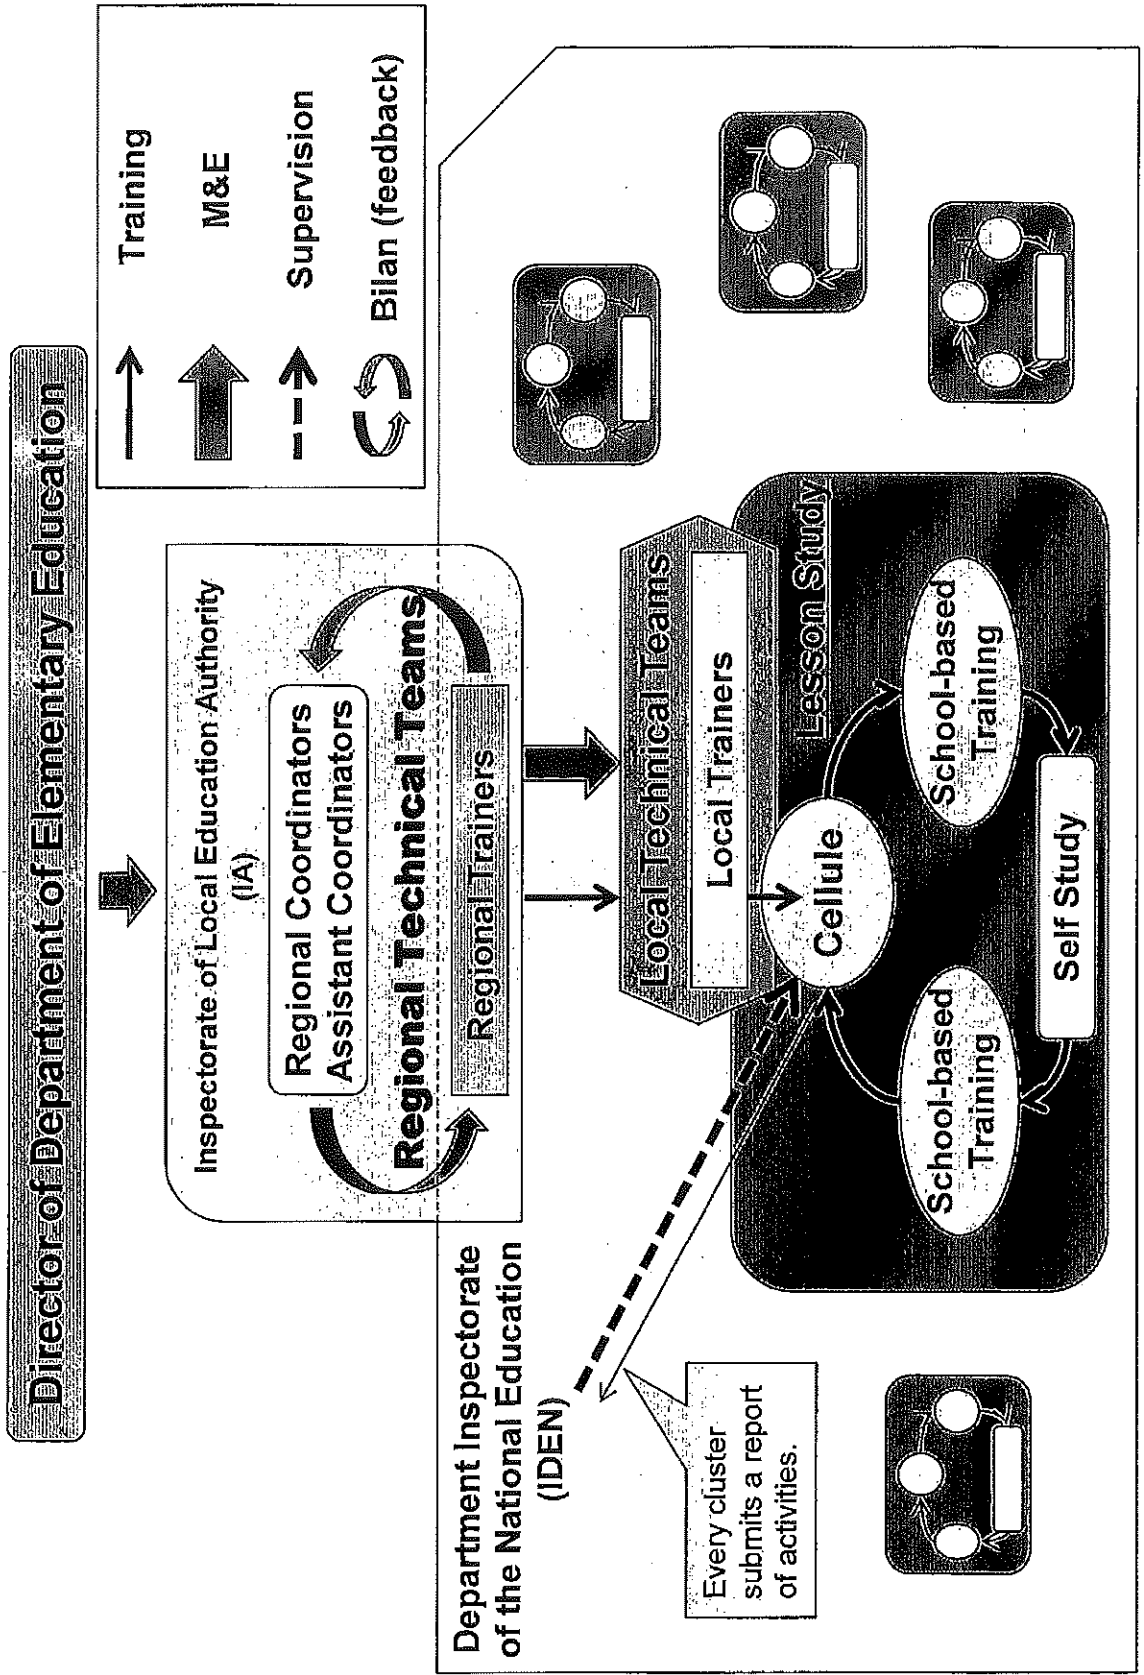 Director of Department of Elementary Education
Training
M&E
Supervision
Bilan (feedback)
Inspectorate of Local Education Authority
(IA)
Regional Coordinators
Assistant Coordinators
Regional Technical Teams
Regional Trainers
Department Inspectorate
of the National Education
(IDEN)
Local Technical Teams
Local Trainers
Every cluster
submits a report
of activities.
Lesson Study
Cellule
School-based
Training
School-based
Training
Self Study